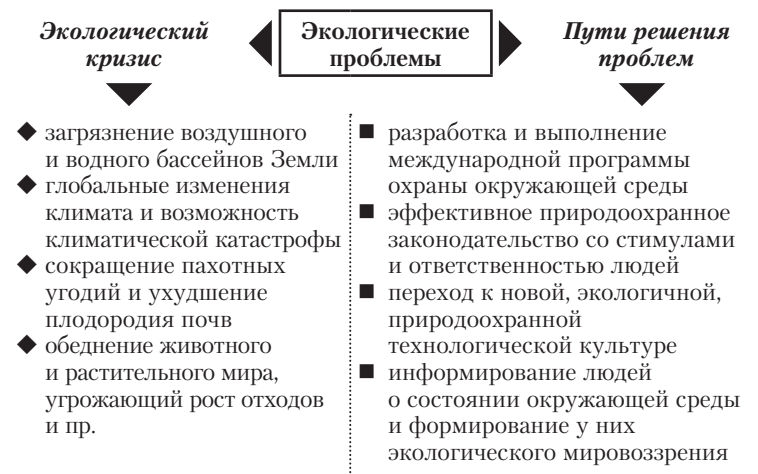 Экологический
кризис
Экологические
проблемы
Пути решения
проблем
загрязнение воздушного
и водного бассейнов Земли
глобальные изменения
климата и возможность
климатической катастрофы
сокращение пахотных
угодий и ухудшение
плодородия почв
обеднение животного
и растительного мира,
угрожающий рост отходов
и пр.
разработка и выполнение
международной программы
охраны окружающей среды
эффективное природоохранное
законодательство со стимулами
и ответственностью людей
переход к новой, экологичной,
природоохранной
технологической культуре
информирование людей
о состоянии окружающей среды
и формирование у них
экологического мировоззрения